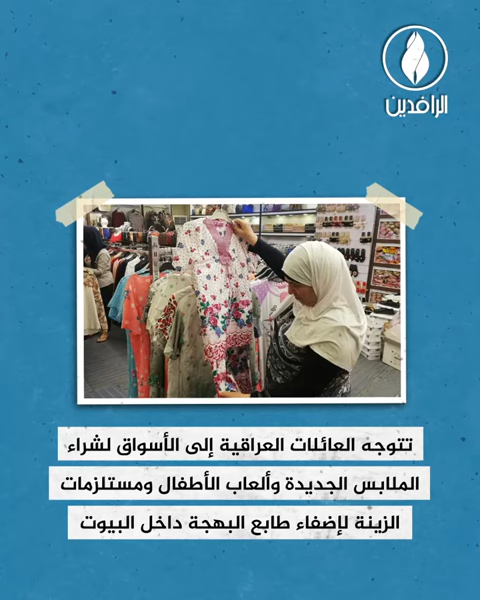 الرافدين
تتوجه العائلات العراقية إلى الأسواق لشراء
الملابس الجديدة وألعاب الأطفال ومستلزمات
الزينة لإضفاء طابع البهجة داخل البيوت